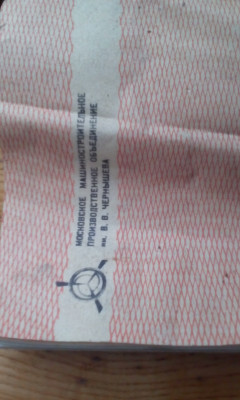 МОСКОВСКОЕ МАШИНОСТРОИТЕЛЬНОЕ
ПРОИЗВОДСТВЕННОЕ ОБЪЕДИНЕНИЕ
им. В. В. ЧЕРНЫШЕВА